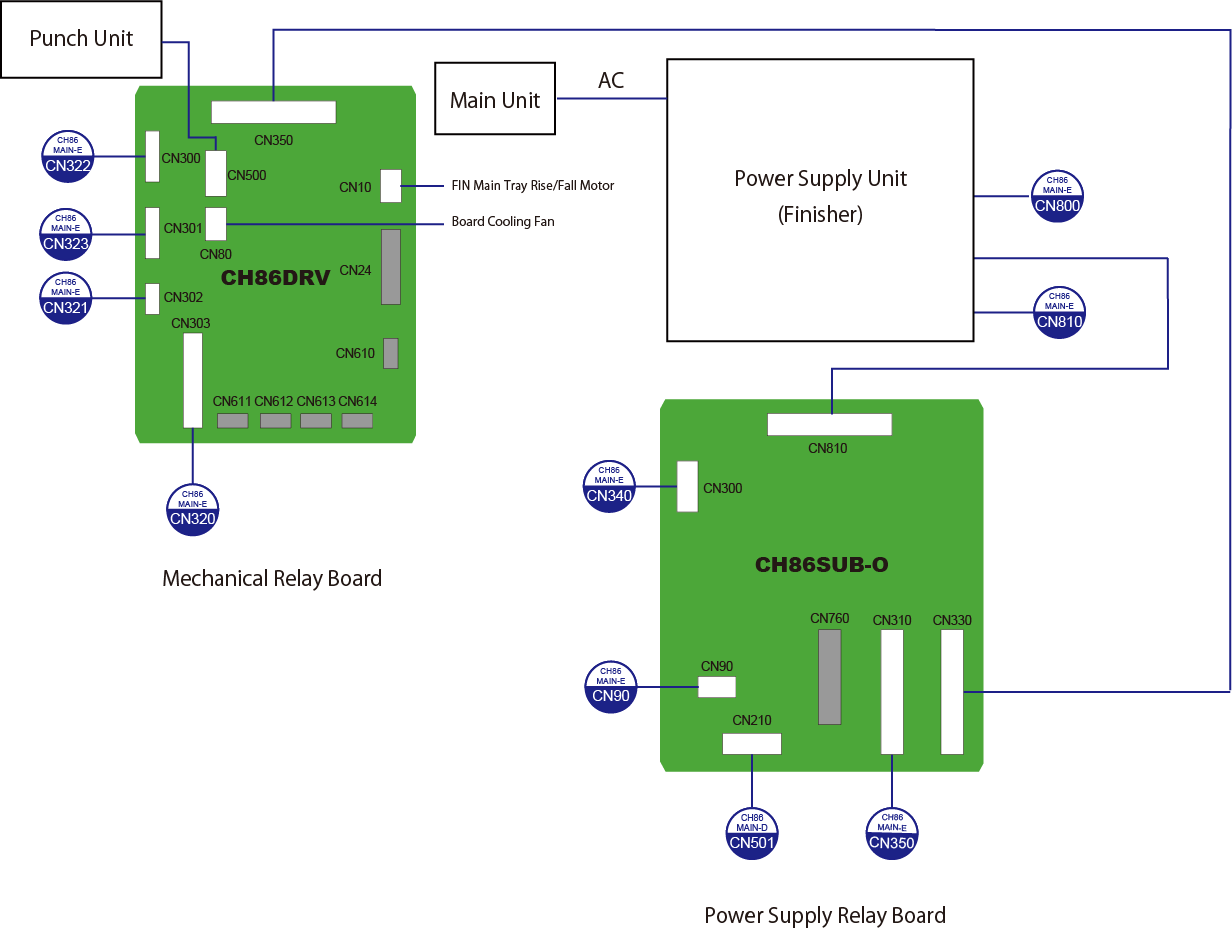 Punch Unit
CN350
CH86
MAIN-E
CN322
CN300
CN500
CN10
FIN Main Tray Rise/Fall Motor
CH86
MAIN-E
CN323
CN301
CN80
Board Cooling Fan
CH86DRV
CN24
CH86
MAIN-E
CN321
CN302
CN303
CN610
CN611 CN612 CN613 CN614
CH86
MAIN-E
CN320
Mechanical Relay Board
Main Unit
AC
Power Supply Unit
(Finisher)
CH86
MAIN-E
CN800
CH86
MAIN-E
CN810
CN810
CH86
MAIN-E
CN340
CN300
CH86SUB-O
CN760
CN310
CN330
CH86
MAIN-E
CN90
CN90
CN210
CH86
MAIN-D
CN501
CH86
MAIN-E
CN350
Power Supply Relay Board